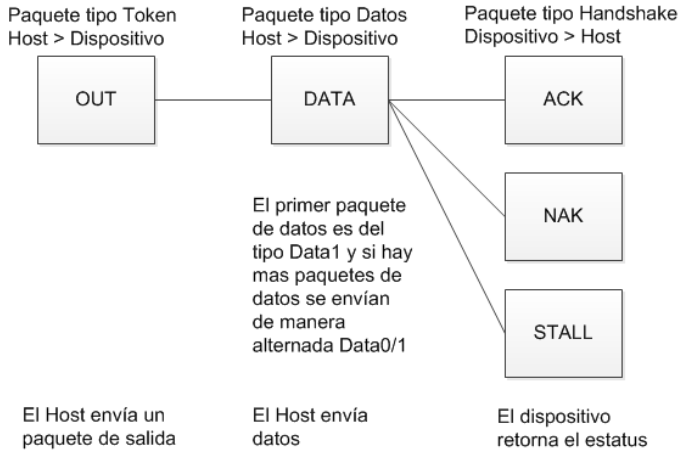 Paquete tipo Token
Host > Dispositivo
Paquete tipo Datos
Host > Dispositivo
Paquete tipo Handshake
Dispositivo > Host
OUT
DATA
ACK
NAK
STALL
El primer paquete
de datos es del
tipo Data1 y si hay
mas paquetes de
datos se envían
de manera
alternada Data0/1
El Host envía un
paquete de salida
El Host envía
datos
El dispositivo
retorna el estatus